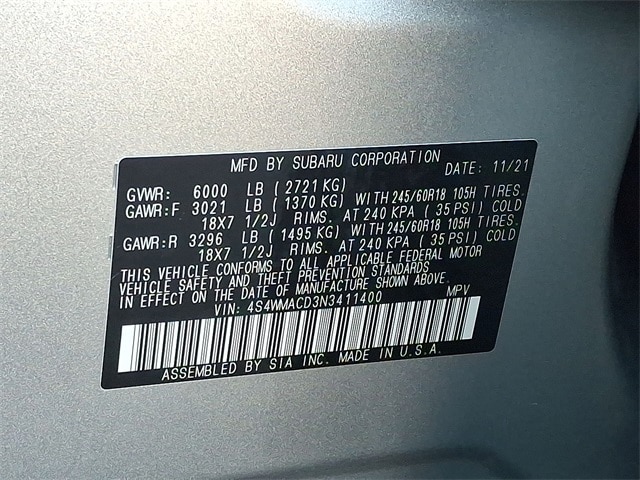 MFD BY SUBARU CORPORATION DATE: 11/21
GVWR: 6000 LB (2721 KG)
GAWR:F 3021 LB (1370 KG) WITH 245/60R18 105H TIRES.
18X7 1/2J RIMS. AT 240 KPA (35 PSI) COLD
GAWR:R 3296 LB (1495 KG) WITH 245/60R18 105H TIRES.
18X7 1/2J RIMS. AT 240 KPA (35 PSI) COLD
THIS VEHICLE CONFORMS TO ALL APPLICABLE FEDERAL MOTOR
VEHICLE SAFETY AND THEFT PREVENTION STANDARDS
IN EFFECT ON THE DATE OF MANUFACTURE SHOWN ABOVE.
VIN: 4S4WMACD3N3411400 MPV
ASSEMBLED BY SIA INC. MADE IN U.S.A.